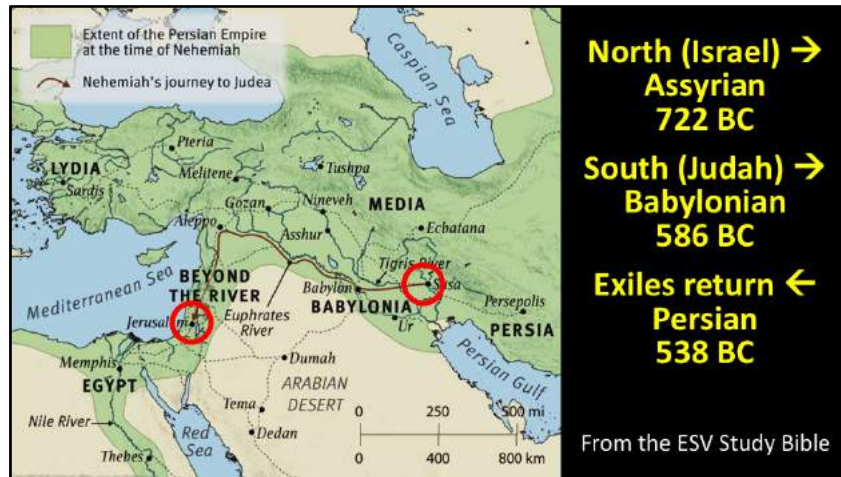 Extent of the Persian Empire
at the time of Nehemiah
Nehemiah's journey to Judea
Caspian Sea
Pteria
LYDIA
Sardis
Melitene
Tushpa
Gozan
Nineveh
MEDIA
Aleppo
Asshur
Ecbatana
Mediterranean Sea
BEYOND
THE RIVER
Tigris River
Babylon
Susa
BABYLONIA
Euphrates
River
Ur
Persepolis
PERSIA
Jerusalem
Memphis
EGYPT
Dumah
ARABIAN
DESERT
Persian Gulf
Nile River
Tema
Dedan
Red
Sea
Thebes
0 250 500 mi
0 400 800 km
North (Israel) →
Assyrian
722 BC
South (Judah) →
Babylonian
586 BC
Exiles return ←
Persian
538 BC
From the ESV Study Bible